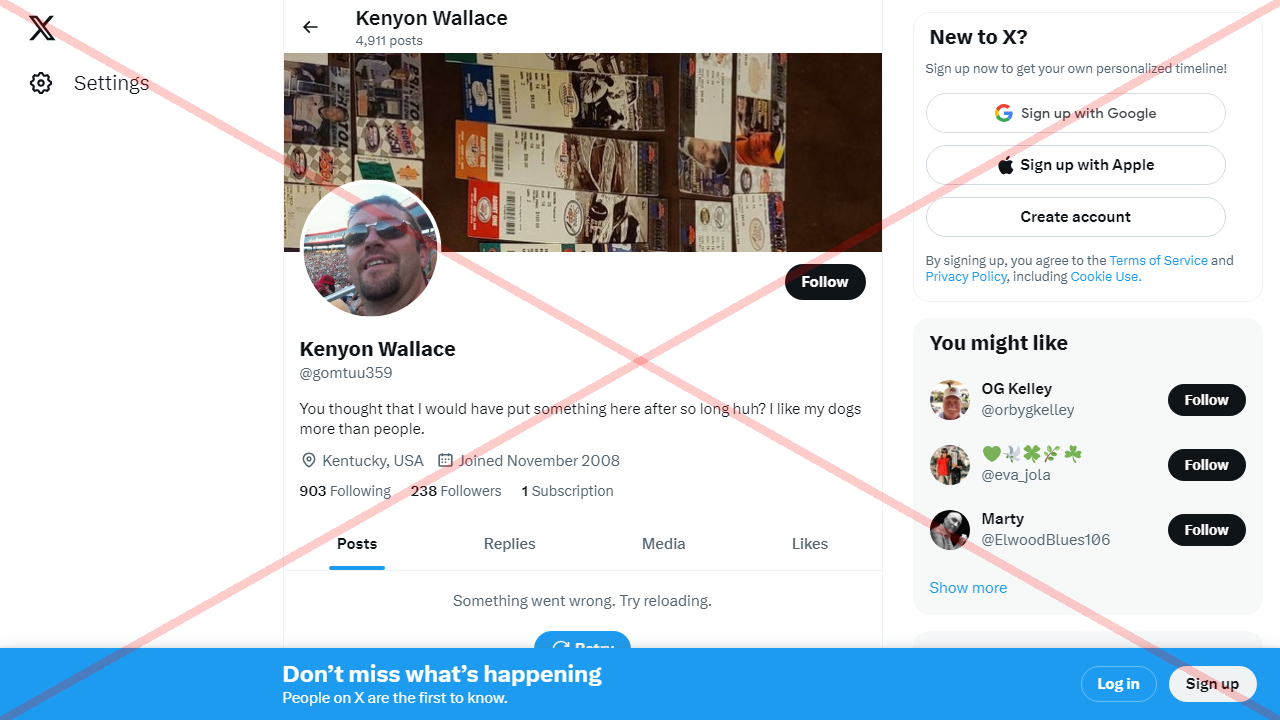 Settings
Kenyon Wallace
4,911 posts
Follow
Kenyon Wallace
@gomtuu359
You thought that I would have put something here after so long huh? I like my dogs
more than people.
Kentucky, USA Joined November 2008
903 Following 238 Followers 1 Subscription
Posts Replies Media Likes
Something went wrong. Try reloading.
Retry
New to X?
Sign up now to get your own personalized timeline!
Sign up with Google
Sign up with Apple
Create account
By signing up, you agree to the Terms of Service and
Privacy Policy, including Cookie Use.
You might like
OG Kelley
@orbygkelley
Follow
@eva_jola
Follow
Marty
@ElwoodBlues106
Follow
Show more
Don’t miss what’s happening
People on X are the first to know.
Log in
Sign up